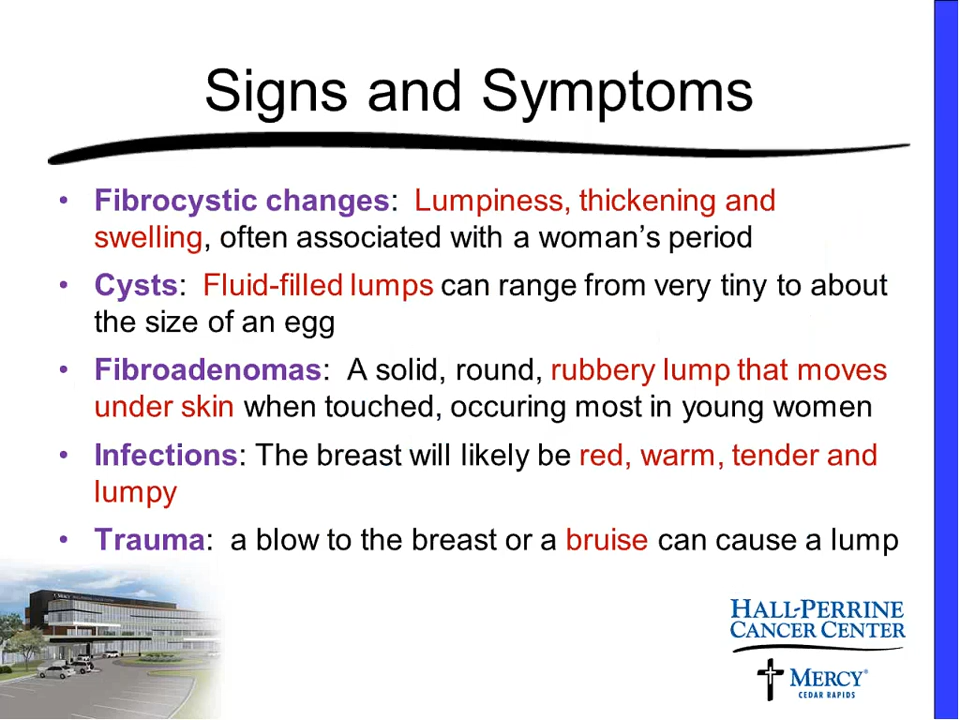 Signs and Symptoms
• Fibrocystic changes:  Lumpiness, thickening and
swelling, often associated with a woman’s period
• Cysts:  Fluid-filled lumps can range from very tiny to about
the size of an egg
• Fibroadenomas:  A solid, round, rubbery lump that moves
under skin when touched, occuring most in young women
• Infections: The breast will likely be red, warm, tender and
lumpy
• Trauma:  a blow to the breast or a bruise can cause a lump
HALL-PERRINE
CANCER CENTER
MERCY®
CEDAR RAPIDS